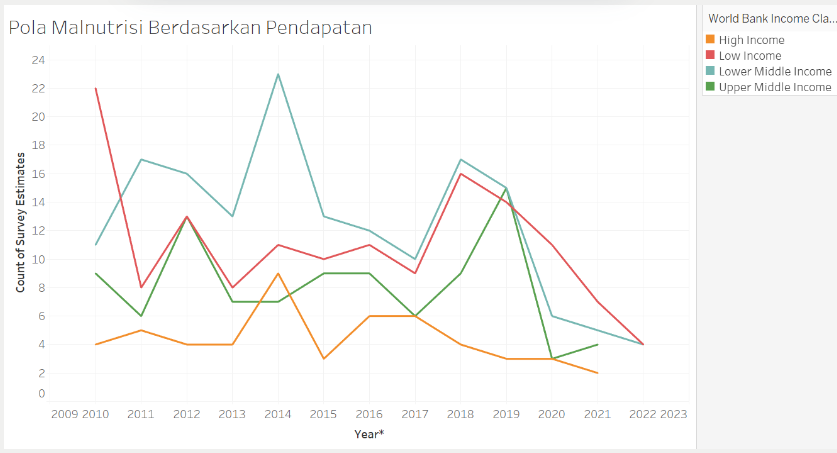 Pola Malnutrisi Berdasarkan Pendapatan
World Bank Income Cla...
High Income
Low Income
Lower Middle Income
Upper Middle Income
Count of Survey Estimates
24
22
20
18
16
14
12
10
8
6
4
2
0
2009 2010 2011 2012 2013 2014 2015 2016 2017 2018 2019 2020 2021 2022 2023
Year*